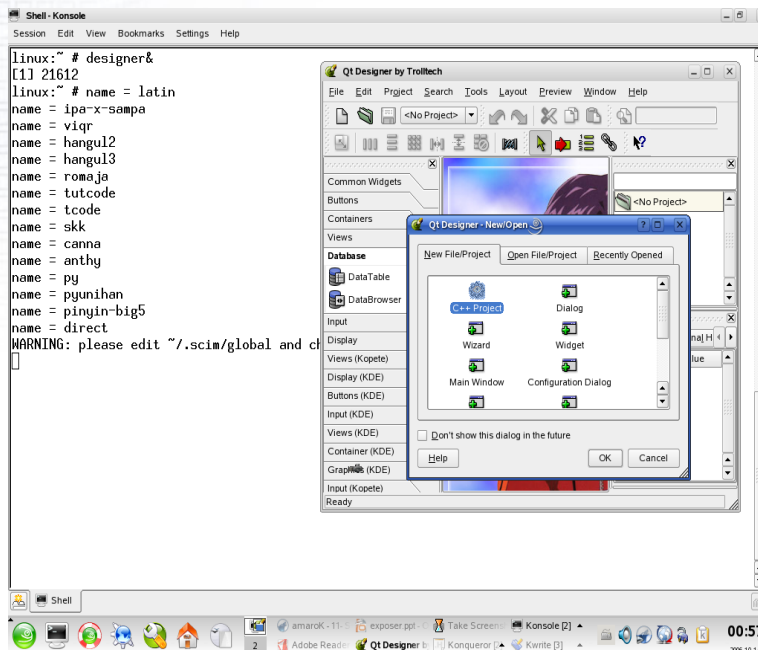 Shell - Konsole
Session Edit View Bookmarks Settings Help
linux:~ # designer&
[1] 21612
linux:~ # name = latin
name = ipa-x-sampa
name = viqr
name = hangul2
name = hangul3
name = romaja
name = tutcode
name = tcode
name = skk
name = canna
name = anthy
name = py
name = pyunihan
name = pinyin-big5
name = direct
WARNING: please edit ~/.scim/global and ch
Qt Designer by Trolltech
File Edit Project Search Tools Layout Preview Window Help
<No Project>
Common Widgets
Buttons
Containers
Views
Database
DataTable
DataBrowser
Input
Display
Views (Kopete)
Display (KDE)
Buttons (KDE)
Input (KDE)
Views (KDE)
Container (KDE)
Graphics (KDE)
Input (Kopete)
Ready
<No Project>
nal H
lue
Qt Designer - New/Open
New File/Project Open File/Project Recently Opened
C++ Project Dialog
Wizard Widget
Main Window Configuration Dialog
Don't show this dialog in the future
Help OK Cancel
Shell
2
amaroK - 11- S exposer.ppt - Take Screens Konsole [2]
Adobe Reader Qt Designer b Konqueror [ Kwrite [3]
00:57